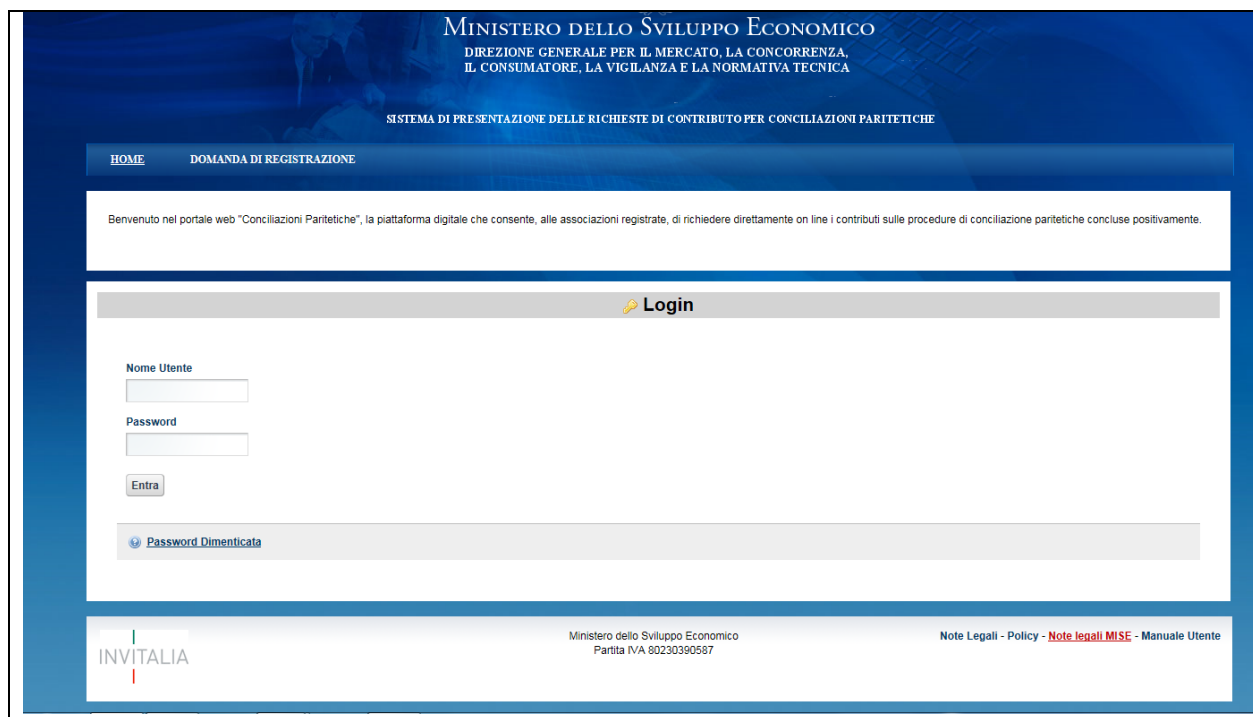 MINISTERO DELLO SVILUPPO ECONOMICO
DIREZIONE GENERALE PER IL MERCATO, LA CONCORRENZA,
IL CONSUMATORE, LA VIGILANZA E LA NORMATIVA TECNICA
SISTEMA DI PRESENTAZIONE DELLE RICHIESTE DI CONTRIBUTO PER CONCILIAZIONI PARITETICHE
HOME DOMANDA DI REGISTRAZIONE
Benvenuto nel portale web "Conciliazioni Paritetiche", la piattaforma digitale che consente, alle associazioni registrate, di richiedere direttamente on line i contributi sulle procedure di conciliazione paritetiche concluse positivamente.
Login
Nome Utente
Password
Entra
Password Dimenticata
INVITALIA
Ministero dello Sviluppo Economico
Partita IVA 80230390587
Note Legali - Policy - Note legali MISE - Manuale Utente